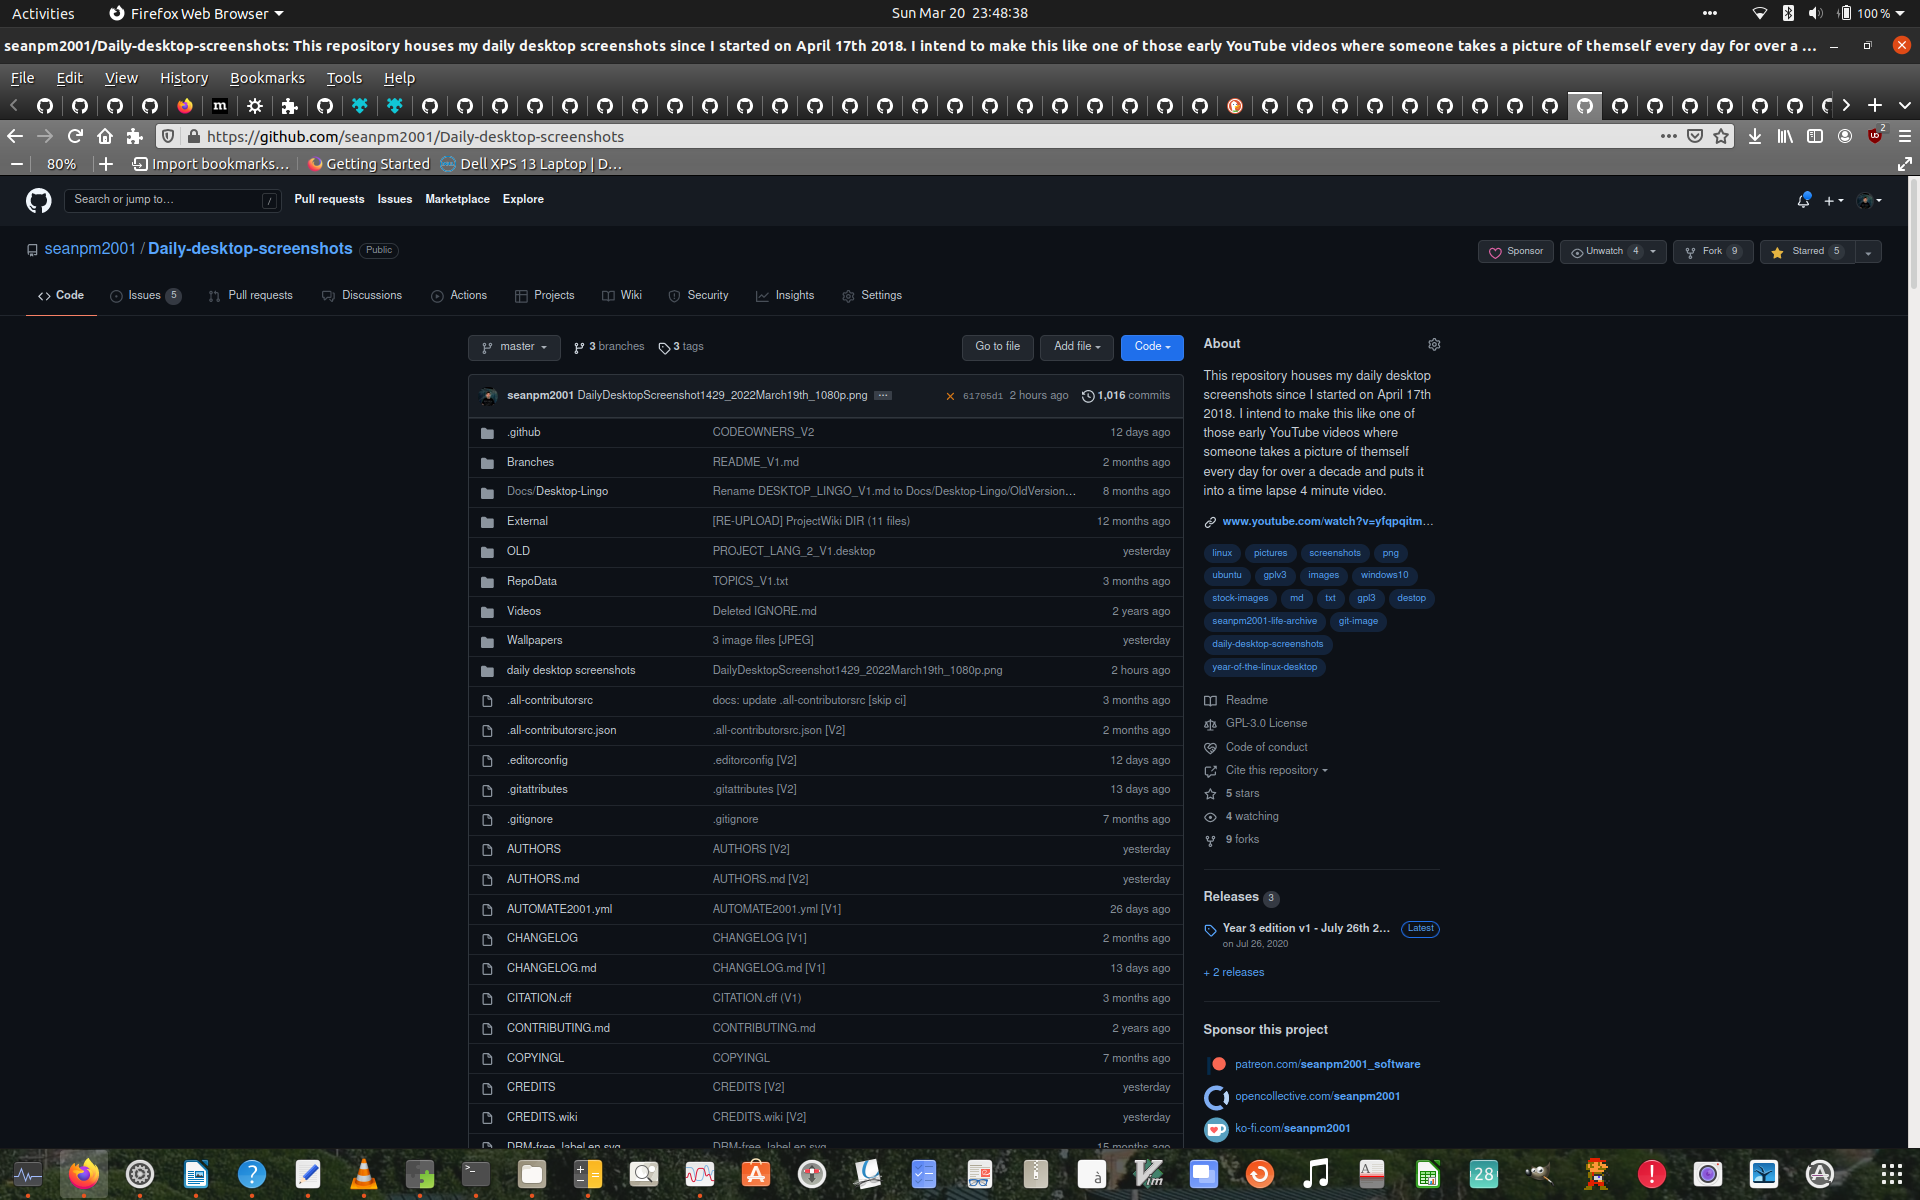 Activities Firefox Web Browser Sun Mar 20 23:48:38 100 %
seanpm2001/Daily-desktop-screenshots: This repository houses my daily desktop screenshots since I started on April 17th 2018. I intend to make this like one of those early YouTube videos where someone takes a picture of themself every day for over a …
File Edit View History Bookmarks Tools Help
https://github.com/seanpm2001/Daily-desktop-screenshots 2
80% Import bookmarks… Getting Started Dell XPS 13 Laptop | D…
Search or jump to… / Pull requests Issues Marketplace Explore
seanpm2001 / Daily-desktop-screenshots Public Sponsor Unwatch 4 Fork 9 Starred 5
Code Issues 5 Pull requests Discussions Actions Projects Wiki Security Insights Settings
master 3 branches 3 tags Go to file Add file Code
seanpm2001 DailyDesktopScreenshot1429_2022March19th_1080p.png 61705d1 2 hours ago 1,016 commits
.github CODEOWNERS_V2 12 days ago
Branches README_V1.md 2 months ago
Docs/Desktop-Lingo Rename DESKTOP_LINGO_V1.md to Docs/Desktop-Lingo/OldVersion… 8 months ago
External [RE-UPLOAD] ProjectWiki DIR (11 files) 12 months ago
OLD PROJECT_LANG_2_V1.desktop yesterday
RepoData TOPICS_V1.txt 3 months ago
Videos Deleted IGNORE.md 2 years ago
Wallpapers 3 image files [JPEG] yesterday
daily desktop screenshots DailyDesktopScreenshot1429_2022March19th_1080p.png 2 hours ago
.all-contributorsrc docs: update .all-contributorsrc [skip ci] 3 months ago
.all-contributorsrc.json .all-contributorsrc.json [V2] 2 months ago
.editorconfig .editorconfig [V2] 12 days ago
.gitattributes .gitattributes [V2] 13 days ago
.gitignore .gitignore 7 months ago
AUTHORS AUTHORS [V2] yesterday
AUTHORS.md AUTHORS.md [V2] yesterday
AUTOMATE2001.yml AUTOMATE2001.yml [V1] 26 days ago
CHANGELOG CHANGELOG [V1] 2 months ago
CHANGELOG.md CHANGELOG.md [V1] 13 days ago
CITATION.cff CITATION.cff (V1) 3 months ago
CONTRIBUTING.md CONTRIBUTING.md 2 years ago
COPYINGL COPYINGL 7 months ago
CREDITS CREDITS [V2] yesterday
CREDITS.wiki CREDITS.wiki [V2] yesterday
DRM-free_label.en.svg DRM-free_label.en.svg 15 months ago
About
This repository houses my daily desktop
screenshots since I started on April 17th
2018. I intend to make this like one of
those early YouTube videos where
someone takes a picture of themself
every day for over a decade and puts it
into a time lapse 4 minute video.
www.youtube.com/watch?v=yfqpqitm…
linux pictures screenshots png
ubuntu gplv3 images windows10
stock-images md txt gpl3 destop
seanpm2001-life-archive git-image
daily-desktop-screenshots
year-of-the-linux-desktop
Readme
GPL-3.0 License
Code of conduct
Cite this repository
5 stars
4 watching
9 forks
Releases 3
Year 3 edition v1 - July 26th 2… Latest
on Jul 26, 2020
+ 2 releases
Sponsor this project
patreon.com/seanpm2001_software
opencollective.com/seanpm2001
ko-fi.com/seanpm2001
28